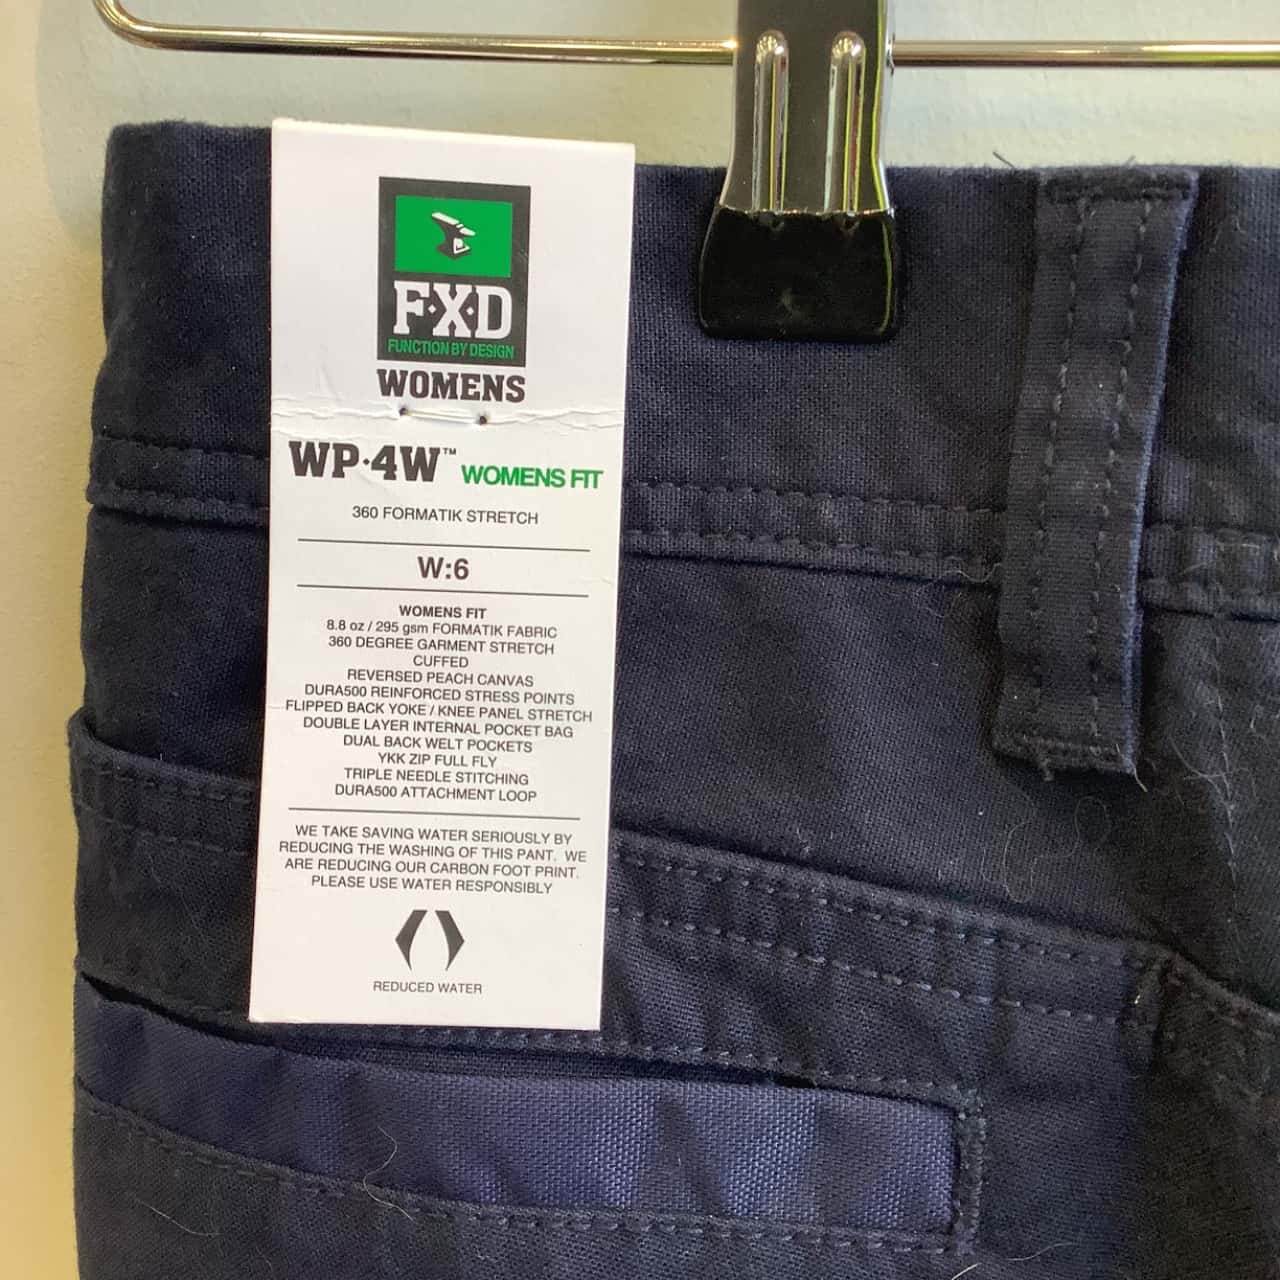 F·X·D
FUNCTION BY DESIGN
WOMENS
WP·4W™ WOMENS FIT
360 FORMATIK STRETCH
W:6
WOMENS FIT
8.8 oz / 295 gsm FORMATIK FABRIC
360 DEGREE GARMENT STRETCH
CUFFED
REVERSED PEACH CANVAS
DURA500 REINFORCED STRESS POINTS
FLIPPED BACK YOKE / KNEE PANEL STRETCH
DOUBLE LAYER INTERNAL POCKET BAG
DUAL BACK WELT POCKETS
YKK ZIP FULL FLY
TRIPLE NEEDLE STITCHING
DURA500 ATTACHMENT LOOP
WE TAKE SAVING WATER SERIOUSLY BY
REDUCING THE WASHING OF THIS PANT. WE
ARE REDUCING OUR CARBON FOOT PRINT.
PLEASE USE WATER RESPONSIBLY
REDUCED WATER